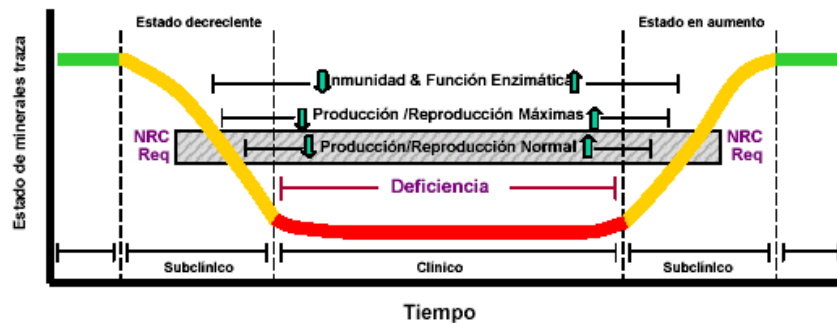 Estado decreciente
Estado en aumento
Estado de minerales traza
nmunidad & Función Enzimática
Producción /Reproducción Máximas
NRC
Req
Producción/Reproducción Normal
NRC
Req
Deficiencia
Subclínico
Clínico
Subclínico
Tiempo